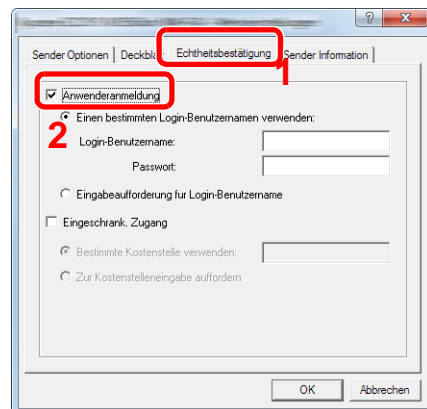 Sender Optionen Deckbla Echtheitsbestätigung Sender Information
1
Anwenderanmeldung
2
Einen bestimmten Login-Benutzernamen verwenden:
Login-Benutzername:
Passwort:
Eingabeaufforderung fur Login-Benutzername
Eingeschrank. Zugang
Bestimmte Kostenstelle verwenden:
Zur Kostenstelleneingabe auffordern
OK Abbrechen